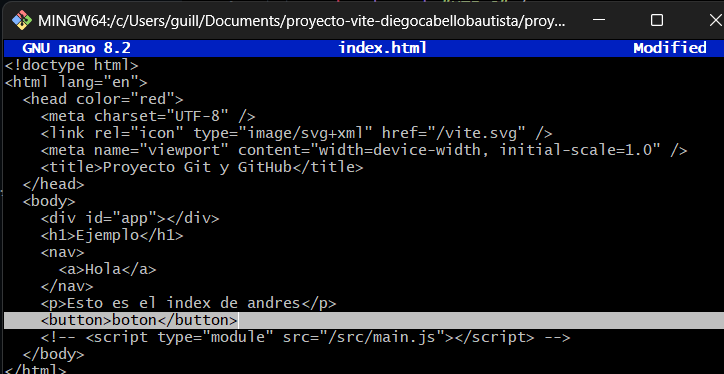 MINGW64:/c/Users/guill/Documents/proyecto-vite-diegocabellobautista/proy...
GNU nano 8.2 index.html Modified
<!doctype html>
<html lang="en">
  <head color="red">
    <meta charset="UTF-8" />
    <link rel="icon" type="image/svg+xml" href="/vite.svg" />
    <meta name="viewport" content="width=device-width, initial-scale=1.0" />
    <title>Proyecto Git y GitHub</title>
  </head>
  <body>
    <div id="app"></div>
    <h1>Ejemplo</h1>
    <nav>
      <a>Hola</a>
    </nav>
    <p>Esto es el index de andres</p>
    <button>boton</button>
    <!-- <script type="module" src="/src/main.js"></script> -->
  </body>
</html>